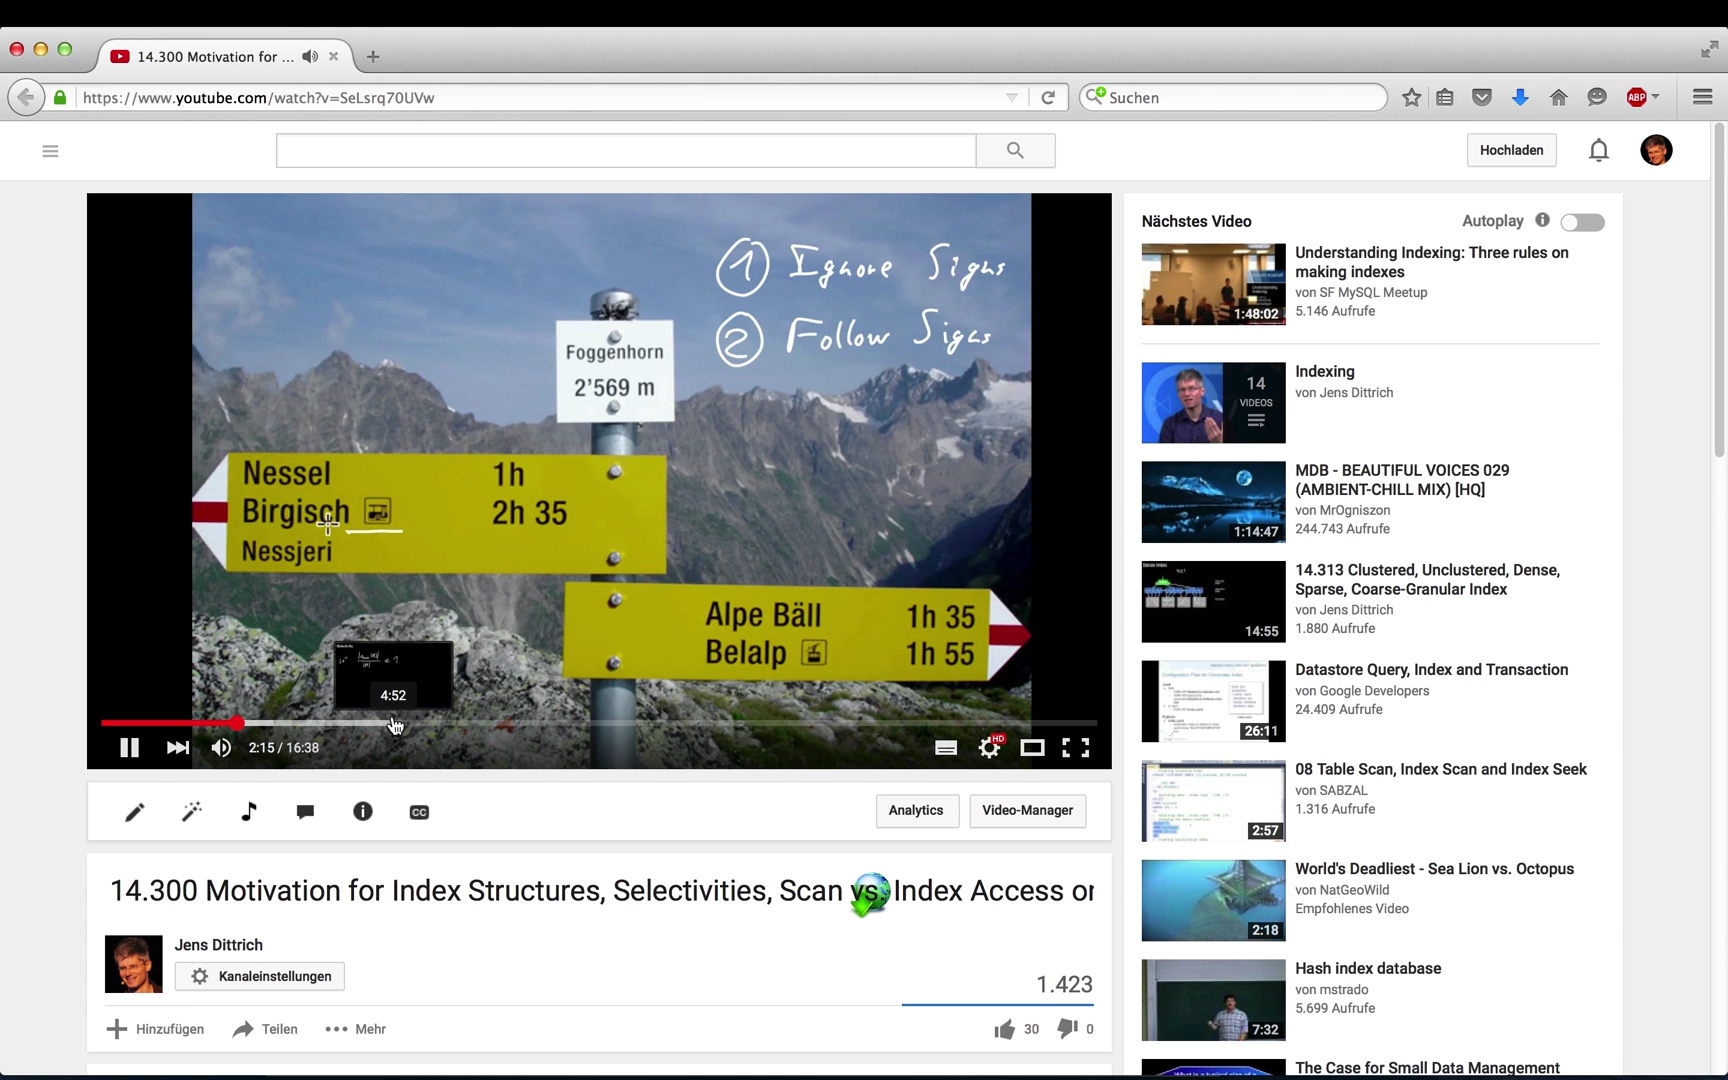 14.300 Motivation for ...
https://www.youtube.com/watch?v=SeLsrq70UVw
Suchen
ABP
Hochladen
① Ignore Signs
② Follow Signs
Foggenhorn
2'569 m
Nessel 1h
Birgisch 2h 35
Nessjeri
Alpe Bäll 1h 35
Belalp 1h 55
4:52
2:15 / 16:38
HD
CC
Analytics
Video-Manager
14.300 Motivation for Index Structures, Selectivities, Scan vs. Index Access or
Jens Dittrich
Kanaleinstellungen
1.423
Hinzufügen
Teilen
Mehr
30
0
Nächstes Video
Autoplay
Understanding Indexing: Three rules on
making indexes
von SF MySQL Meetup
5.146 Aufrufe
1:48:02
Indexing
von Jens Dittrich
14
VIDEOS
MDB - BEAUTIFUL VOICES 029
(AMBIENT-CHILL MIX) [HQ]
von MrOgniszon
244.743 Aufrufe
1:14:47
14.313 Clustered, Unclustered, Dense,
Sparse, Coarse-Granular Index
von Jens Dittrich
1.880 Aufrufe
14:55
Datastore Query, Index and Transaction
von Google Developers
24.409 Aufrufe
26:11
08 Table Scan, Index Scan and Index Seek
von SABZAL
1.316 Aufrufe
2:57
World's Deadliest - Sea Lion vs. Octopus
von NatGeoWild
Empfohlenes Video
2:18
Hash index database
von mstrado
5.699 Aufrufe
7:32
The Case for Small Data Management